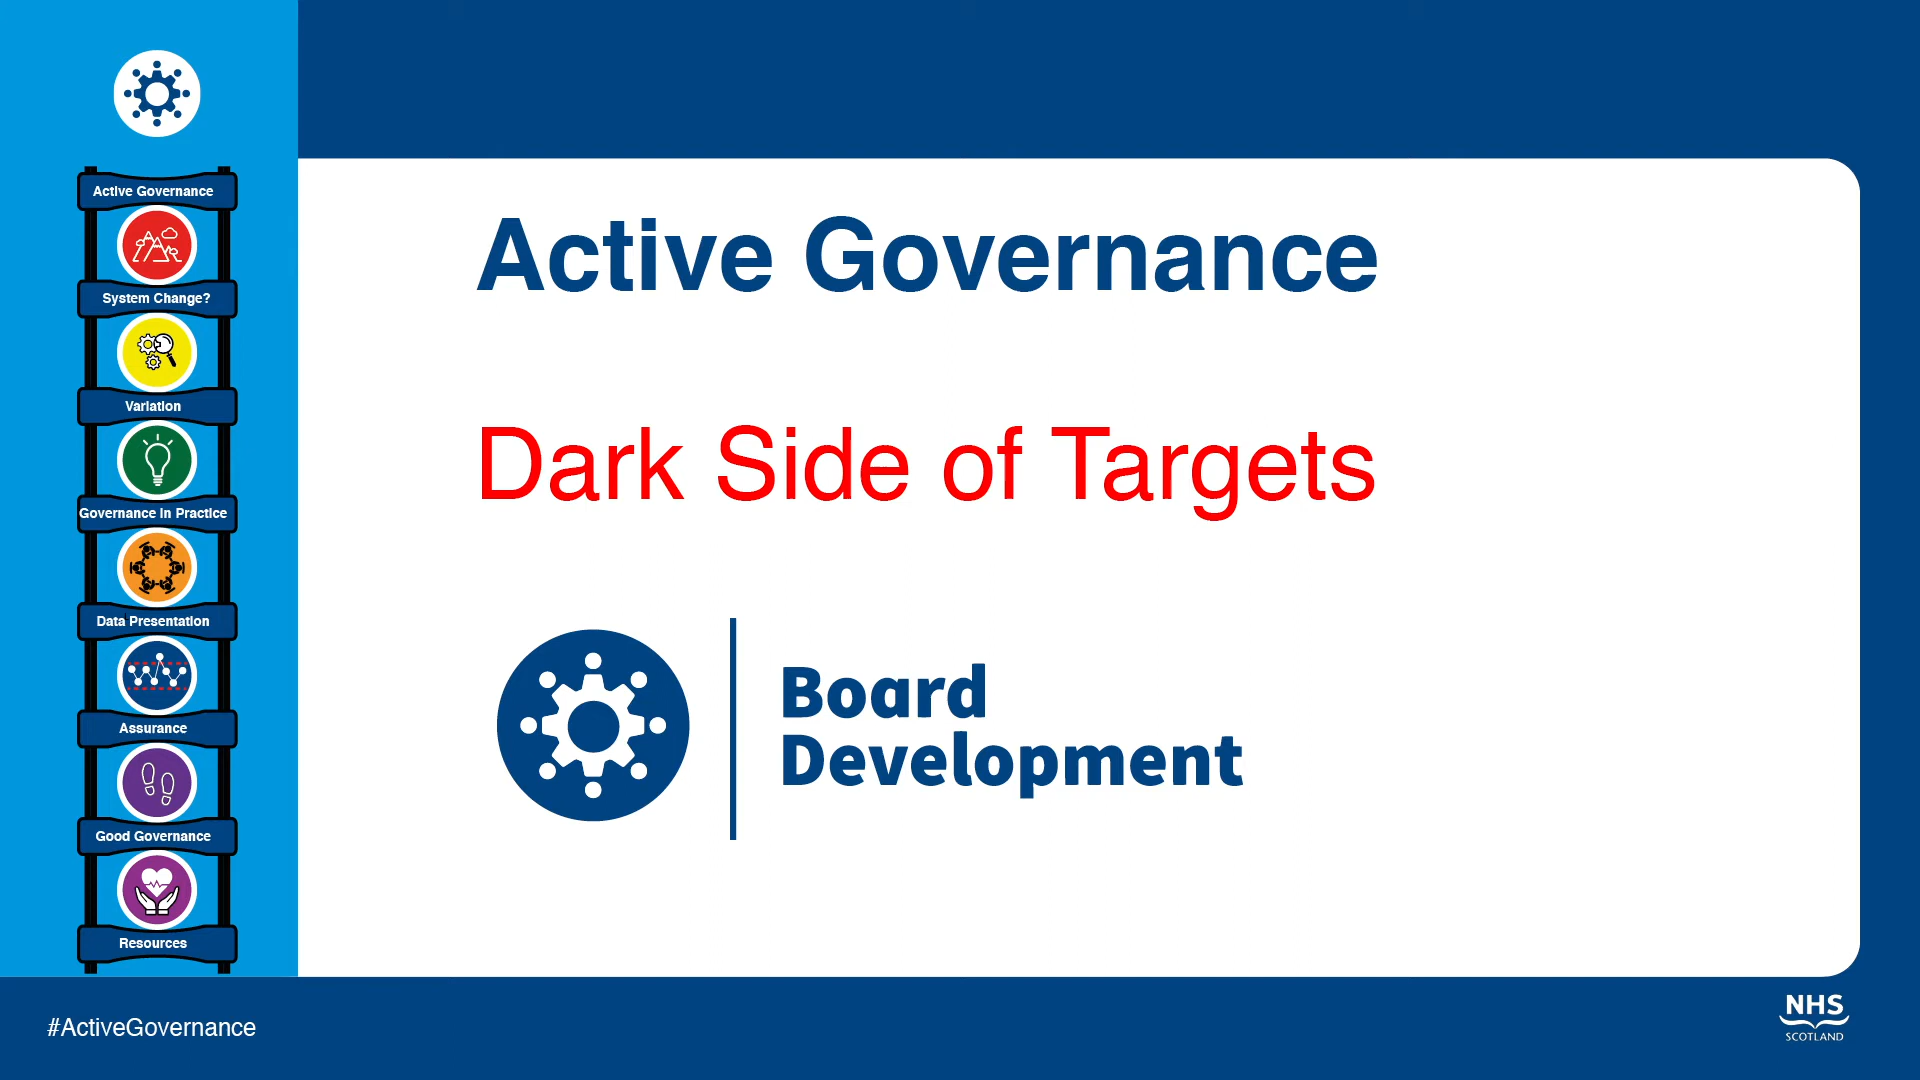 Active Governance
System Change?
Variation
Governance in Practice
Data Presentation
Assurance
Good Governance
Resources
Active Governance
Dark Side of Targets
Board
Development
#ActiveGovernance
NHS
SCOTLAND